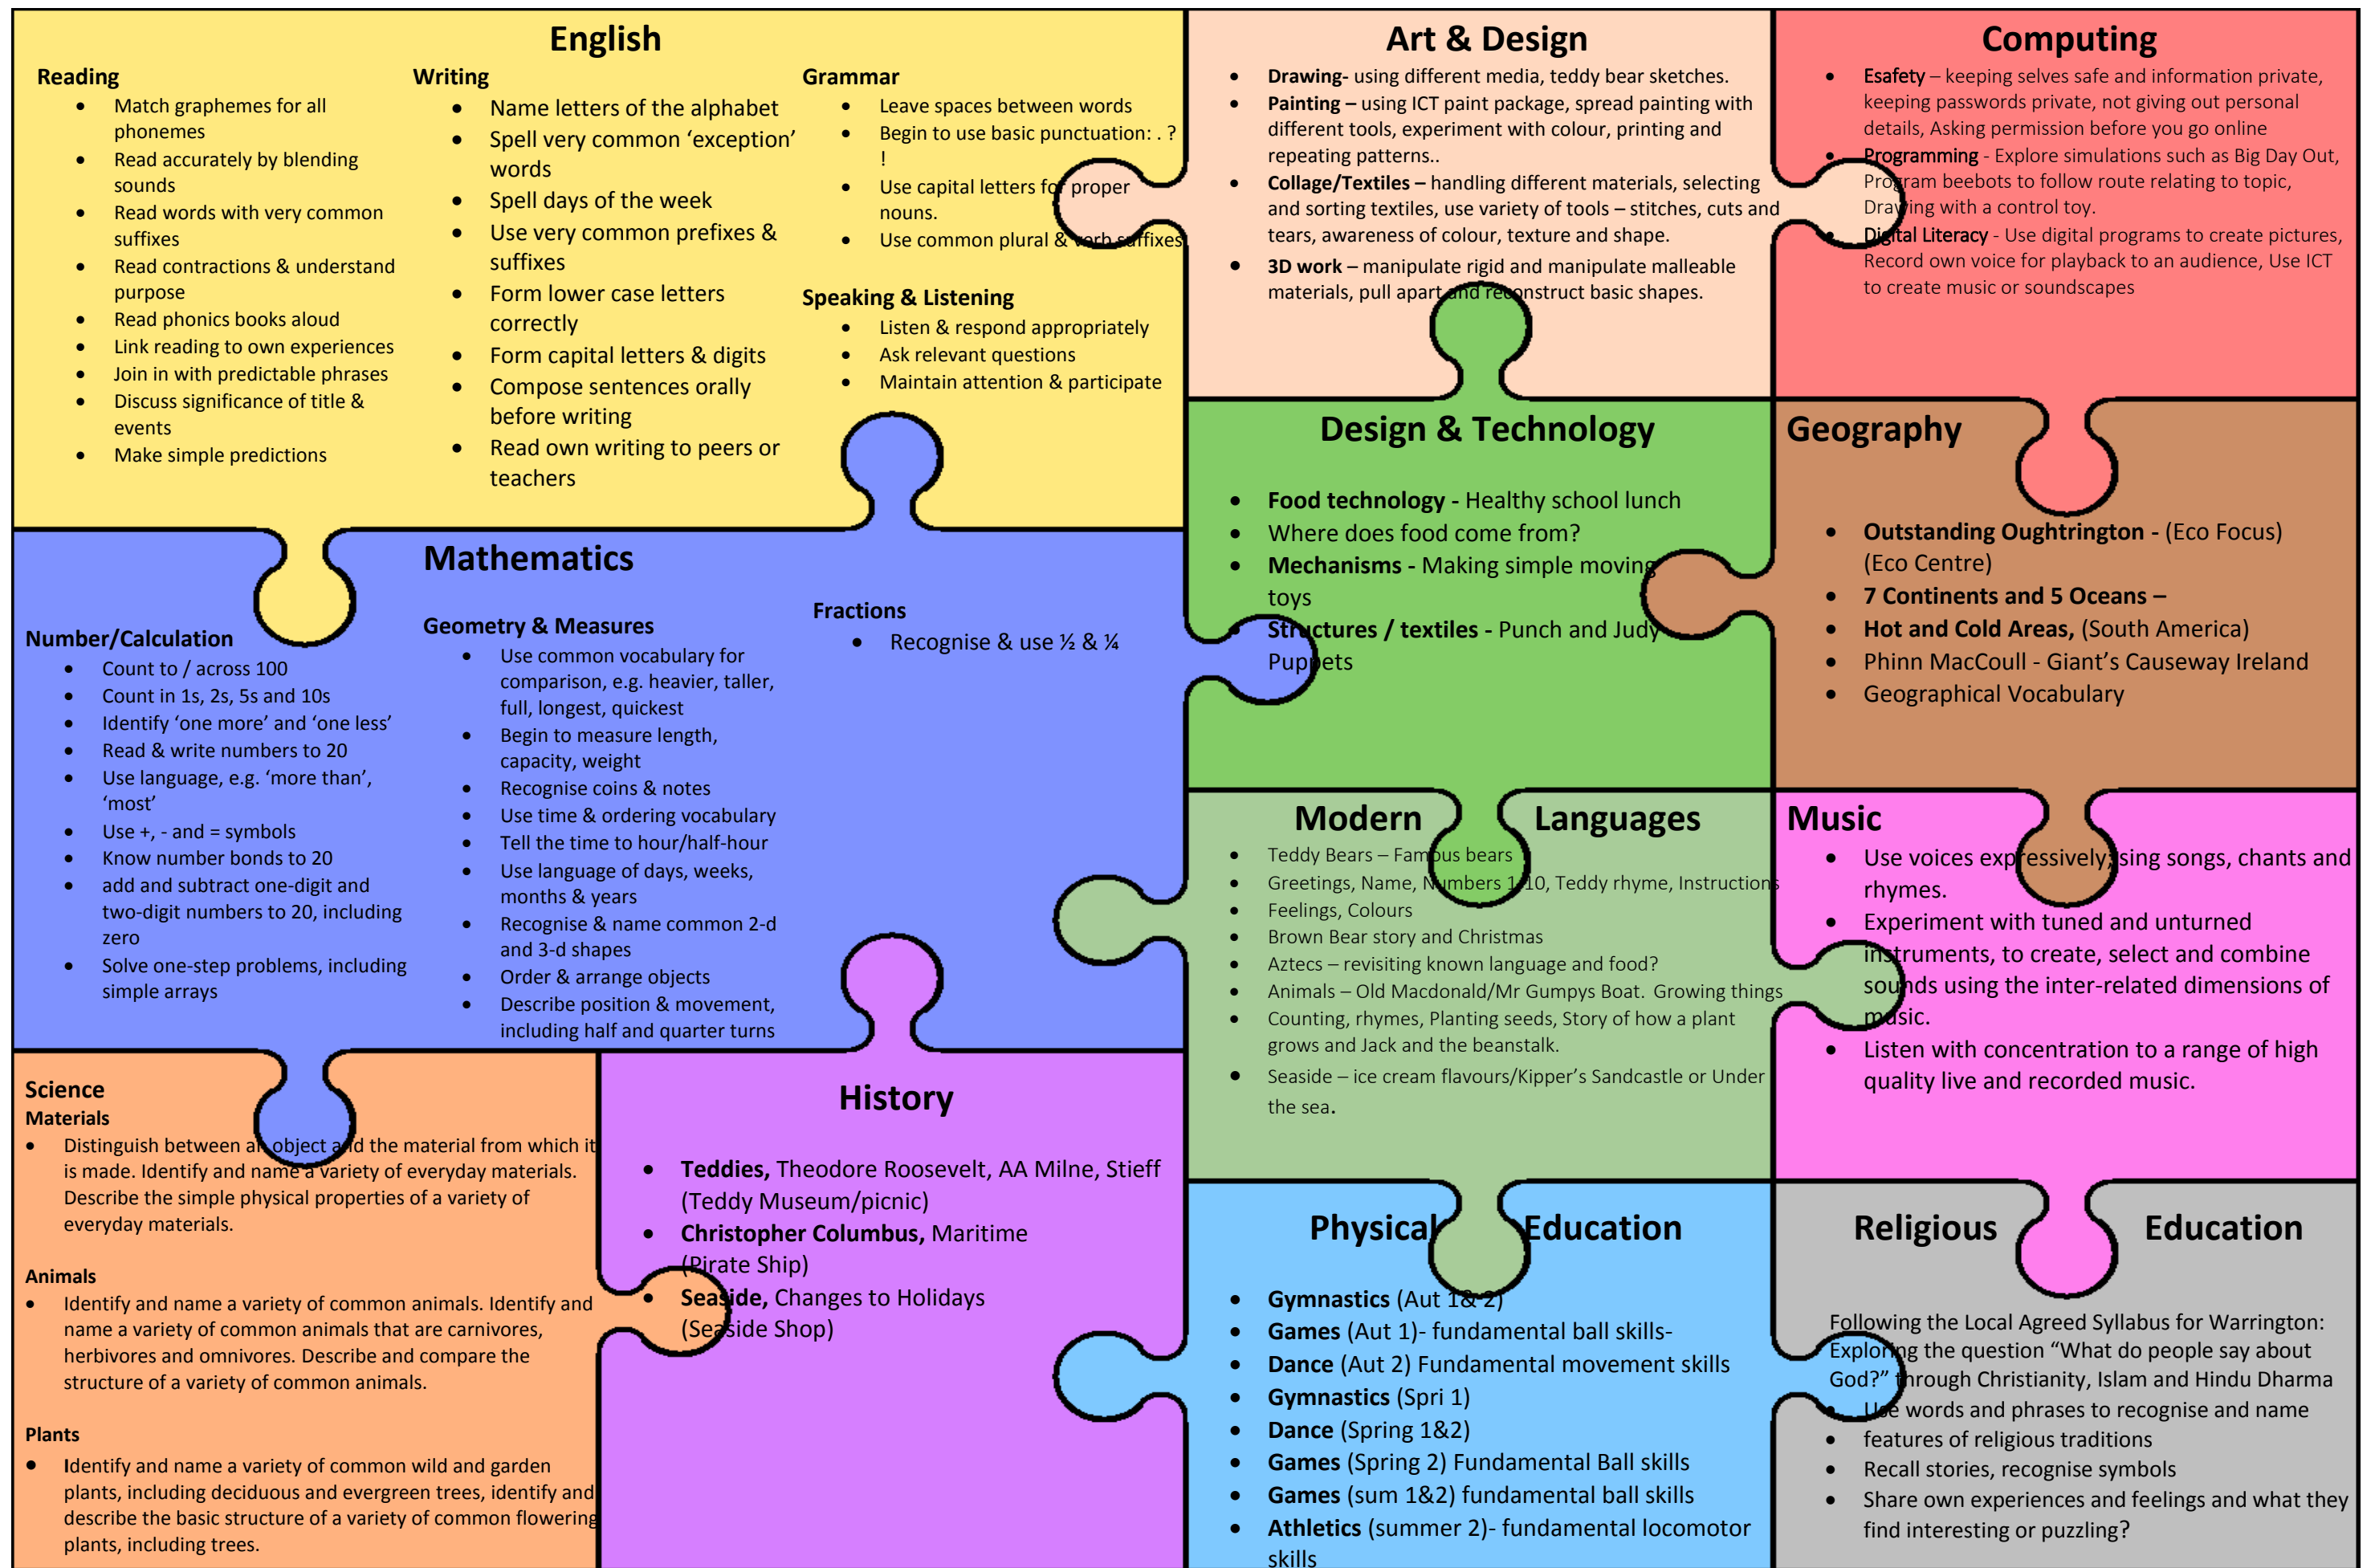 English
Reading
• Match graphemes for all
phonemes
• Read accurately by blending
sounds
• Read words with very common
suffixes
• Read contractions & understand
purpose
• Read phonics books aloud
• Link reading to own experiences
• Join in with predictable phrases
• Discuss significance of title &
events
• Make simple predictions
Writing
• Name letters of the alphabet
• Spell very common ‘exception’
words
• Spell days of the week
• Use very common prefixes &
suffixes
• Form lower case letters
correctly
• Form capital letters & digits
• Compose sentences orally
before writing
• Read own writing to peers or
teachers
Grammar
• Leave spaces between words
• Begin to use basic punctuation: . ?
!
• Use capital letters for proper
nouns.
• Use common plural & verb suffixes
Speaking & Listening
• Listen & respond appropriately
• Ask relevant questions
• Maintain attention & participate
Art & Design
• Drawing- using different media, teddy bear sketches.
• Painting – using ICT paint package, spread painting with
different tools, experiment with colour, printing and
repeating patterns..
• Collage/Textiles – handling different materials, selecting
and sorting textiles, use variety of tools – stitches, cuts and
tears, awareness of colour, texture and shape.
• 3D work – manipulate rigid and manipulate malleable
materials, pull apart and reconstruct basic shapes.
Computing
• Esafety – keeping selves safe and information private,
keeping passwords private, not giving out personal
details, Asking permission before you go online
• Programming - Explore simulations such as Big Day Out,
Program beebots to follow route relating to topic,
Drawing with a control toy.
• Digital Literacy - Use digital programs to create pictures,
Record own voice for playback to an audience, Use ICT
to create music or soundscapes
Mathematics
Number/Calculation
• Count to / across 100
• Count in 1s, 2s, 5s and 10s
• Identify ‘one more’ and ‘one less’
• Read & write numbers to 20
• Use language, e.g. ‘more than’,
‘most’
• Use +, - and = symbols
• Know number bonds to 20
• add and subtract one-digit and
two-digit numbers to 20, including
zero
• Solve one-step problems, including
simple arrays
Geometry & Measures
• Use common vocabulary for
comparison, e.g. heavier, taller,
full, longest, quickest
• Begin to measure length,
capacity, weight
• Recognise coins & notes
• Use time & ordering vocabulary
• Tell the time to hour/half-hour
• Use language of days, weeks,
months & years
• Recognise & name common 2-d
and 3-d shapes
• Order & arrange objects
• Describe position & movement,
including half and quarter turns
Fractions
• Recognise & use ½ & ¼
Design & Technology
• Food technology - Healthy school lunch
• Where does food come from?
• Mechanisms - Making simple moving
toys
• Structures / textiles - Punch and Judy
Puppets
Geography
• Outstanding Oughtrington - (Eco Focus)
(Eco Centre)
• 7 Continents and 5 Oceans –
• Hot and Cold Areas, (South America)
• Phinn MacCoull - Giant’s Causeway Ireland
• Geographical Vocabulary
Modern Languages
• Teddy Bears – Famous bears
• Greetings, Name, Numbers 1-10, Teddy rhyme, Instructions
• Feelings, Colours
• Brown Bear story and Christmas
• Aztecs – revisiting known language and food?
• Animals – Old Macdonald/Mr Gumpys Boat. Growing things
• Counting, rhymes, Planting seeds, Story of how a plant
grows and Jack and the beanstalk.
• Seaside – ice cream flavours/Kipper’s Sandcastle or Under
the sea.
Music
• Use voices expressively, sing songs, chants and
rhymes.
• Experiment with tuned and unturned
instruments, to create, select and combine
sounds using the inter-related dimensions of
music.
• Listen with concentration to a range of high
quality live and recorded music.
Science
Materials
• Distinguish between an object and the material from which it
is made. Identify and name a variety of everyday materials.
Describe the simple physical properties of a variety of
everyday materials.
Animals
• Identify and name a variety of common animals. Identify and
name a variety of common animals that are carnivores,
herbivores and omnivores. Describe and compare the
structure of a variety of common animals.
Plants
• Identify and name a variety of common wild and garden
plants, including deciduous and evergreen trees, identify and
describe the basic structure of a variety of common flowering
plants, including trees.
History
• Teddies, Theodore Roosevelt, AA Milne, Stieff
(Teddy Museum/picnic)
• Christopher Columbus, Maritime
(Pirate Ship)
• Seaside, Changes to Holidays
(Seaside Shop)
Physical Education
• Gymnastics (Aut 1& 2)
• Games (Aut 1)- fundamental ball skills-
• Dance (Aut 2) Fundamental movement skills
• Gymnastics (Spri 1)
• Dance (Spring 1&2)
• Games (Spring 2) Fundamental Ball skills
• Games (sum 1&2) fundamental ball skills
• Athletics (summer 2)- fundamental locomotor
skills
Religious Education
Following the Local Agreed Syllabus for Warrington:
Exploring the question “What do people say about
God?” through Christianity, Islam and Hindu Dharma
• Use words and phrases to recognise and name
• features of religious traditions
• Recall stories, recognise symbols
• Share own experiences and feelings and what they
find interesting or puzzling?